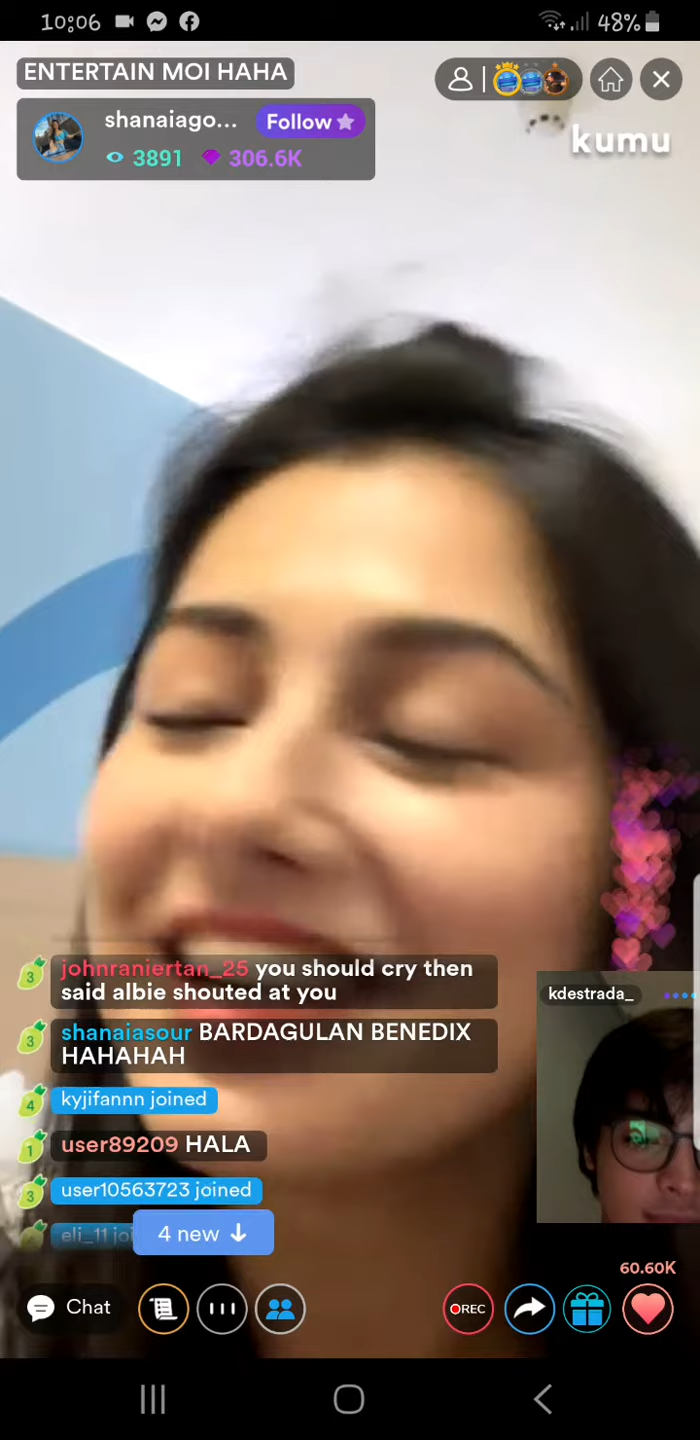 10:06
48%
ENTERTAIN MOI HAHA
shanaiago...
Follow
3891
306.6K
kumu
johnraniertan_25 you should cry then
said albie shouted at you
shanaiasour BARDAGULAN BENEDIX
HAHAHAH
kyjifannn joined
user89209 HALA
user10563723 joined
eli_11 joi
4 new
kdestrada_
60.60K
Chat
REC
3
3
4
1
3